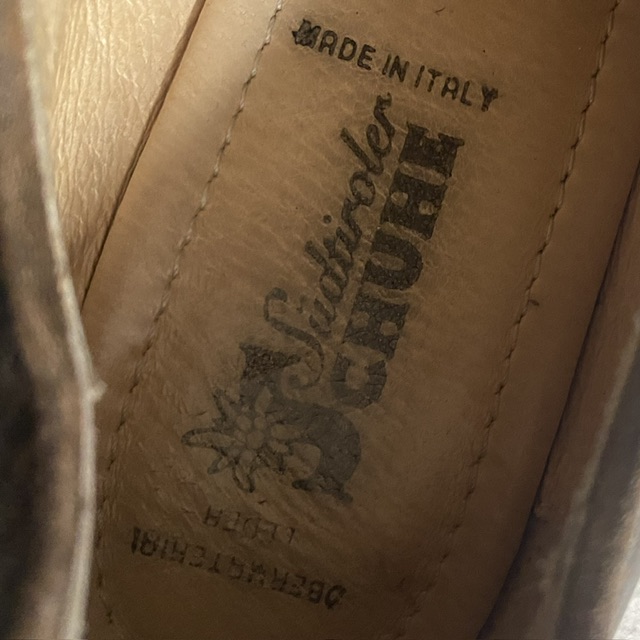 MADE IN ITALY
Südtiroler
SCHUHE
OBERMATERIAL
LEDER